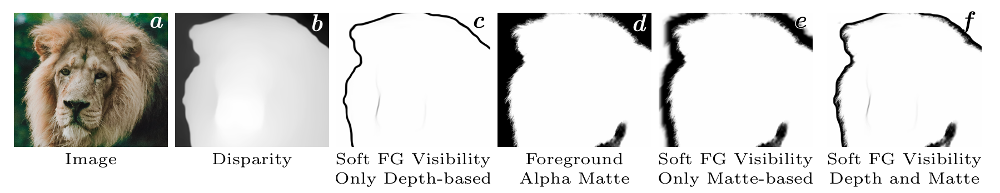 a b c d e f
Image Disparity Soft FG Visibility Foreground Soft FG Visibility Soft FG Visibility
Only Depth-based Alpha Matte Only Matte-based Depth and Matte